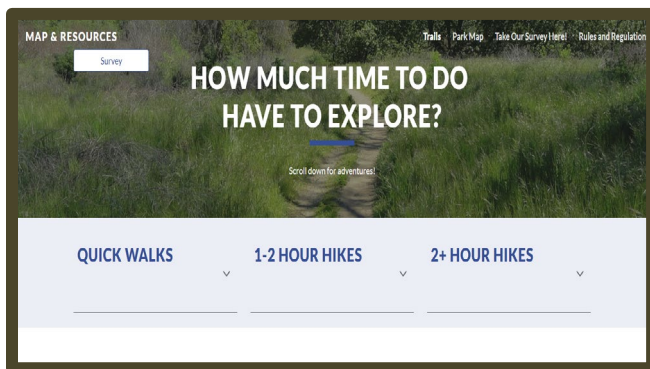 MAP & RESOURCES
Trails Park Map Take Our Survey Here! Rules and Regulation
Survey
HOW MUCH TIME TO DO
HAVE TO EXPLORE?
Scroll down for adventures!
QUICK WALKS
1-2 HOUR HIKES
2+ HOUR HIKES